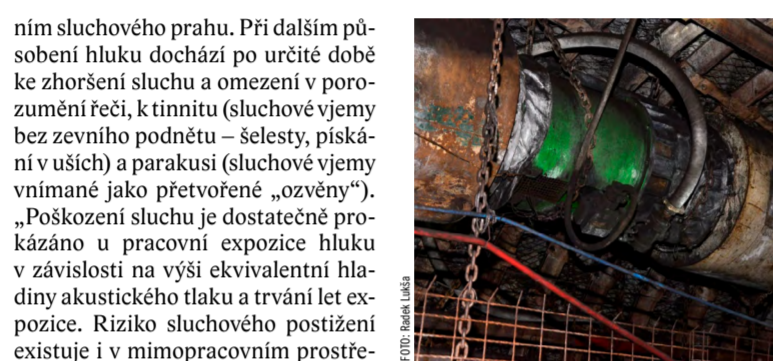 ním sluchového prahu. Při dalším pů-
sobení hluku dochází po určité době
ke zhoršení sluchu a omezení v poro-
zumění řeči, k tinnitu (sluchové vjemy
bez zevního podnětu – šelesty, píská-
ní v uších) a parakusi (sluchové vjemy
vnímané jako přetvořené „ozvěny“).
„Poškození sluchu je dostatečně pro-
kázáno u pracovní expozice hluku
v závislosti na výši ekvivalentní hla-
diny akustického tlaku a trvání let ex-
pozice. Riziko sluchového postižení
existuje i v mimopracovním prostře-
FOTO: Radek Lukša